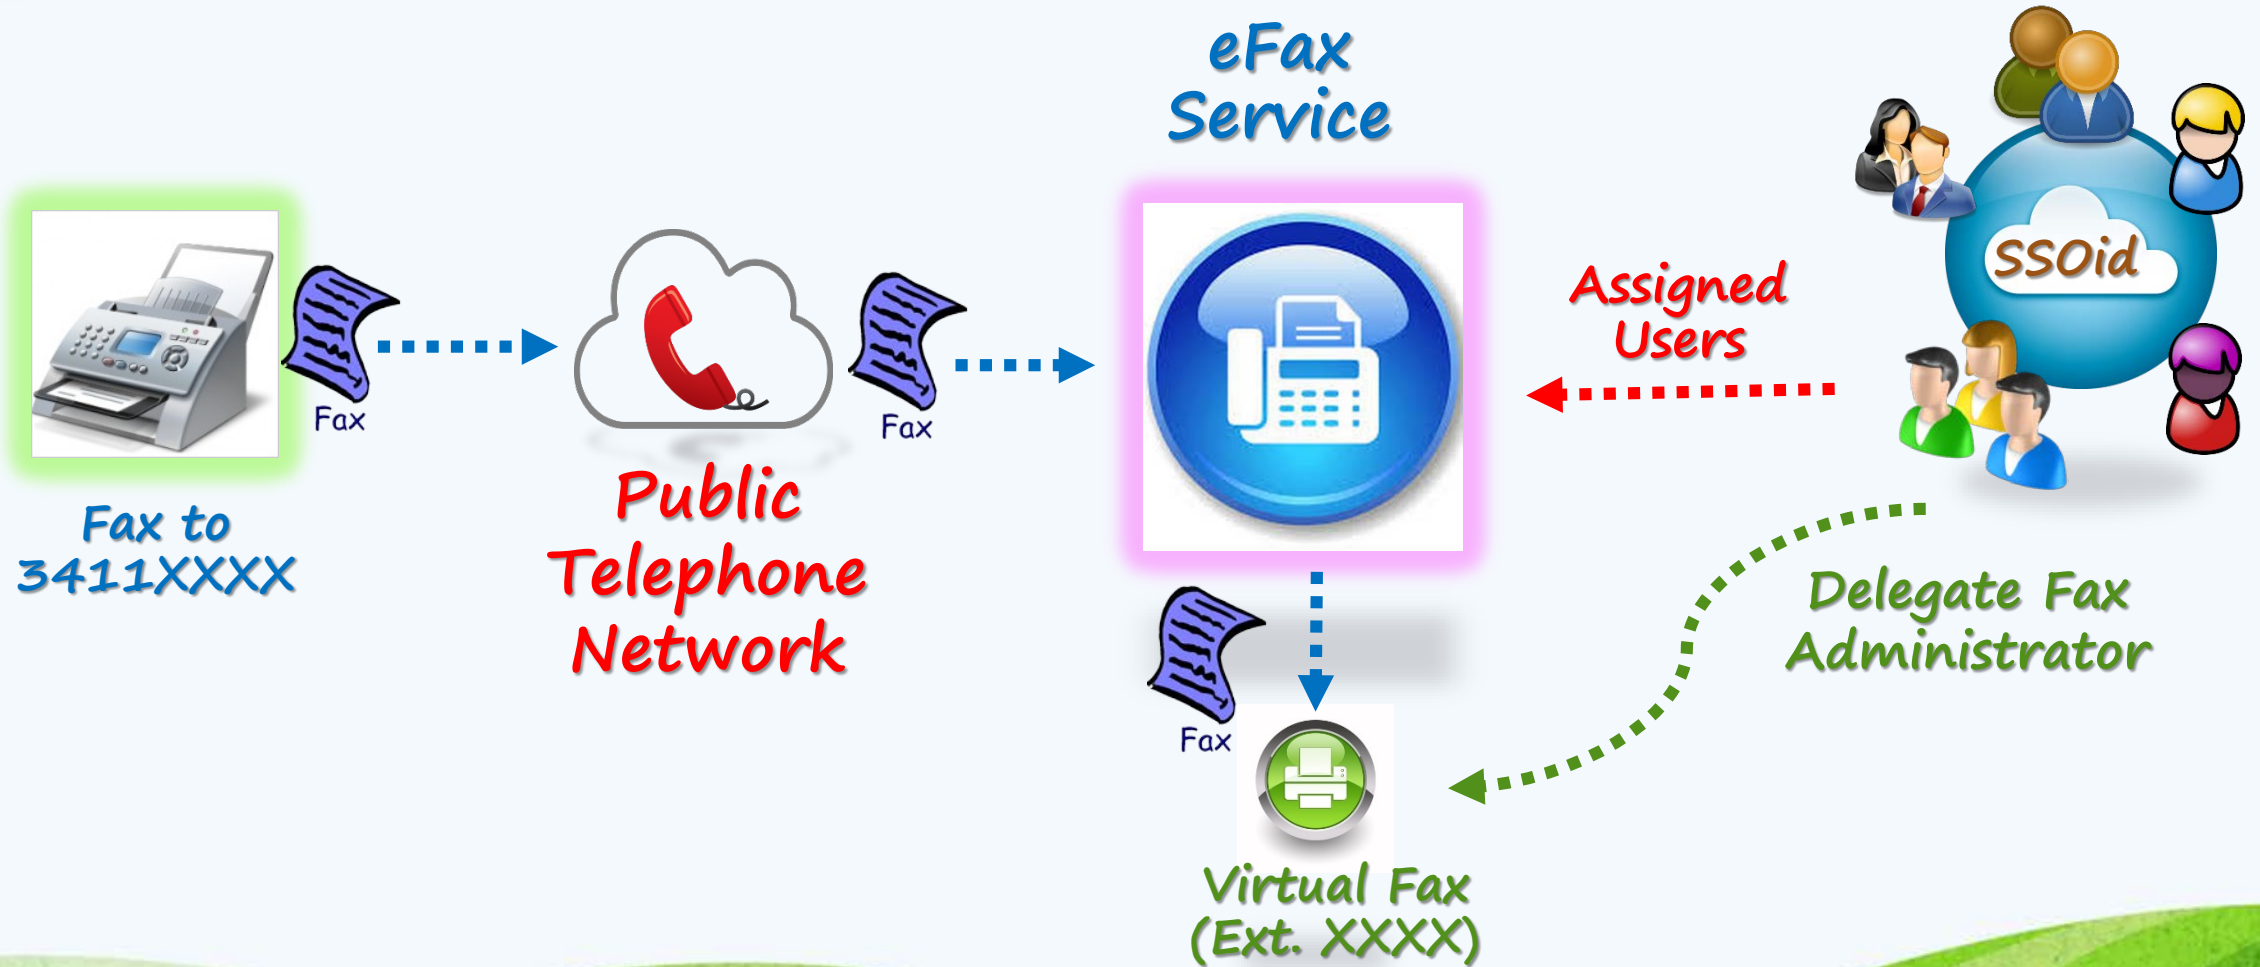 eFax
Service
SSOid
Assigned
Users
Fax
Fax
Public
Telephone
Network
Fax to
3411XXXX
Delegate Fax
Administrator
Fax
Virtual Fax
(Ext. XXXX)